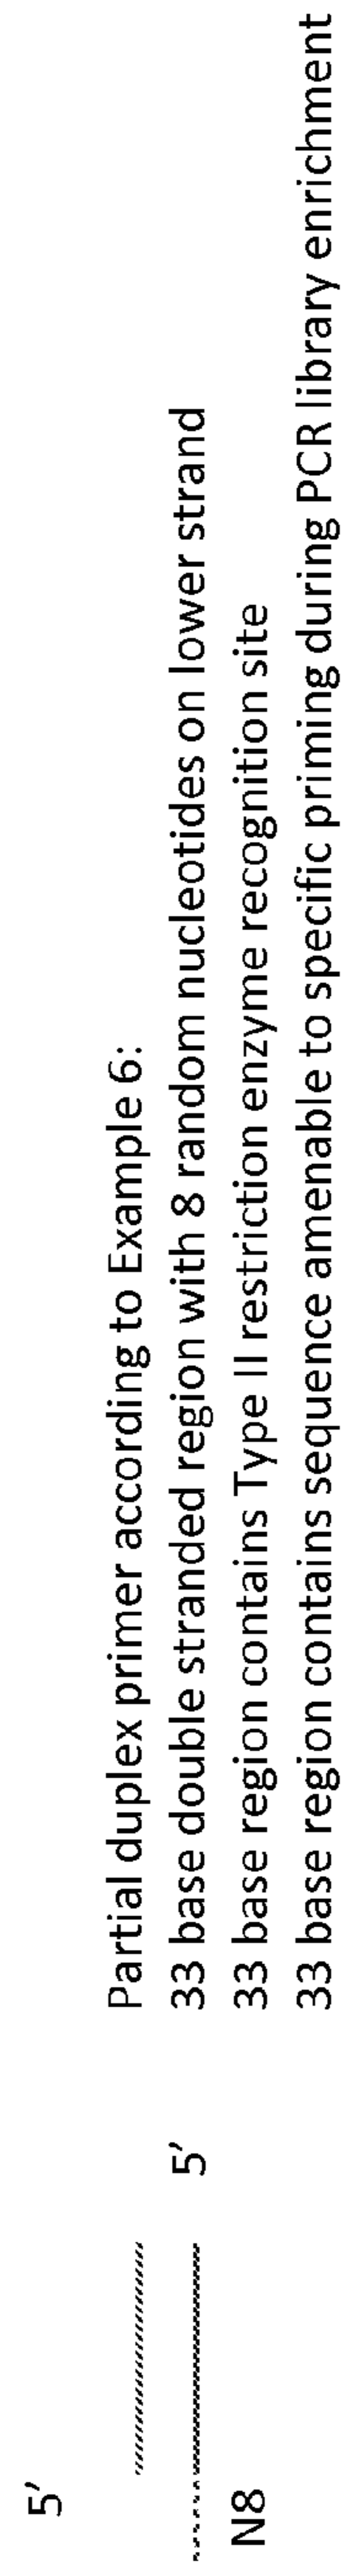 5’
5’
N8
Partial duplex primer according to Example 6:
33 base double stranded region with 8 random nucleotides on lower strand
33 base region contains Type II restriction enzyme recognition site
33 base region contains sequence amenable to specific priming during PCR library enrichment